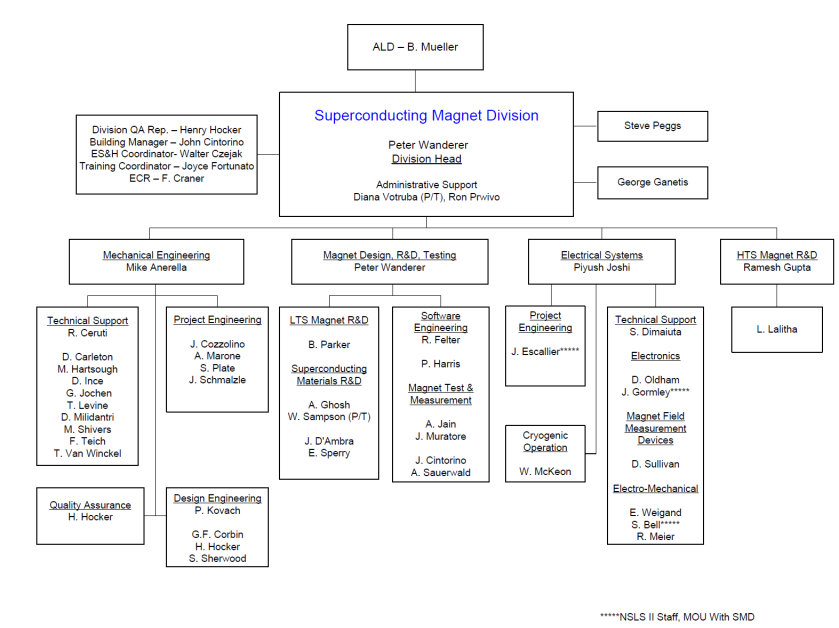 ALD – B. Mueller
Superconducting Magnet Division
Peter Wanderer
Division Head
Administrative Support
Diana Votruba (P/T), Ron Prwivo
Division QA Rep. – Henry Hocker
Building Manager – John Cintorino
ES&H Coordinator- Walter Czejak
Training Coordinator – Joyce Fortunato
ECR – F. Craner
Steve Peggs
George Ganetis
Mechanical Engineering
Mike Anerella
Magnet Design, R&D, Testing
Peter Wanderer
Electrical Systems
Piyush Joshi
HTS Magnet R&D
Ramesh Gupta
Technical Support
R. Ceruti
D. Carleton
M. Hartsough
D. Ince
G. Jochen
T. Levine
D. Milidantri
M. Shivers
F. Teich
T. Van Winckel
Project Engineering
J. Cozzolino
A. Marone
S. Plate
J. Schmalzle
LTS Magnet R&D
B. Parker
Superconducting
Materials R&D
A. Ghosh
W. Sampson (P/T)
J. D'Ambra
E. Sperry
Software
Engineering
R. Felter
P. Harris
Magnet Test &
Measurement
A. Jain
J. Muratore
J. Cintorino
A. Sauerwald
Project
Engineering
J. Escallier*****
Cryogenic
Operation
W. McKeon
Technical Support
S. Dimaiuta
Electronics
D. Oldham
J. Gormley*****
Magnet Field
Measurement
Devices
D. Sullivan
Electro-Mechanical
E. Weigand
S. Bell*****
R. Meier
L. Lalitha
Quality Assurance
H. Hocker
Design Engineering
P. Kovach
G.F. Corbin
H. Hocker
S. Sherwood
*****NSLS II Staff, MOU With SMD